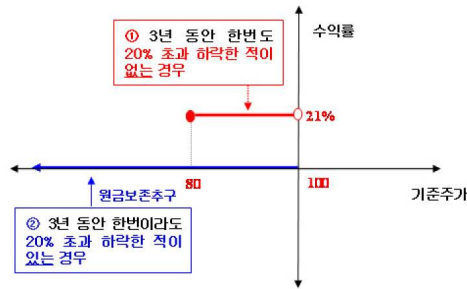 수익률
① 3년 동안 한번도
20% 초과 하락한 적이
없는 경우
21%
80
100
기준주가
원금보존추구
② 3년 동안 한번이라도
20% 초과 하락한 적이
있는 경우